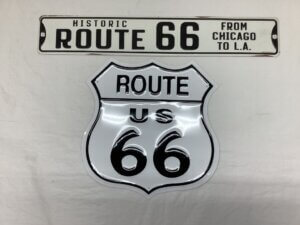 HISTORIC
ROUTE 66
FROM
CHICAGO
TO L.A.
ROUTE
US
66